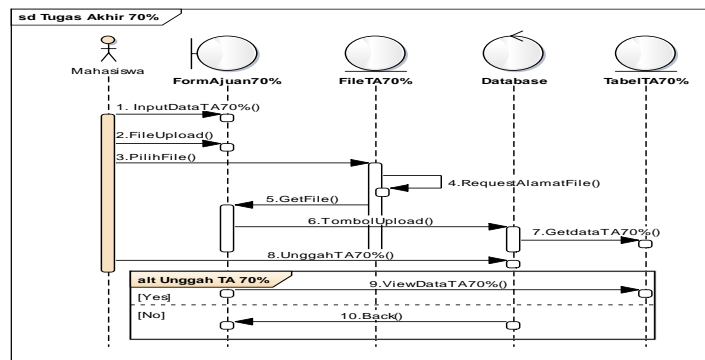 sd Tugas Akhir 70%
Mahasiswa
FormAjuan70%
FileTA70%
Database
TabelTA70%
1. InputDataTA70%()
2.FileUpload()
3.PilihFile()
4.RequesAlamatFile()
5.GetFile()
6.TombolUpload()
7.GetdataTA70%()
8.UnggahTA70%()
alt Unggah TA 70%
9.ViewDataTA70%()
[Yes]
[No]
10.Back()